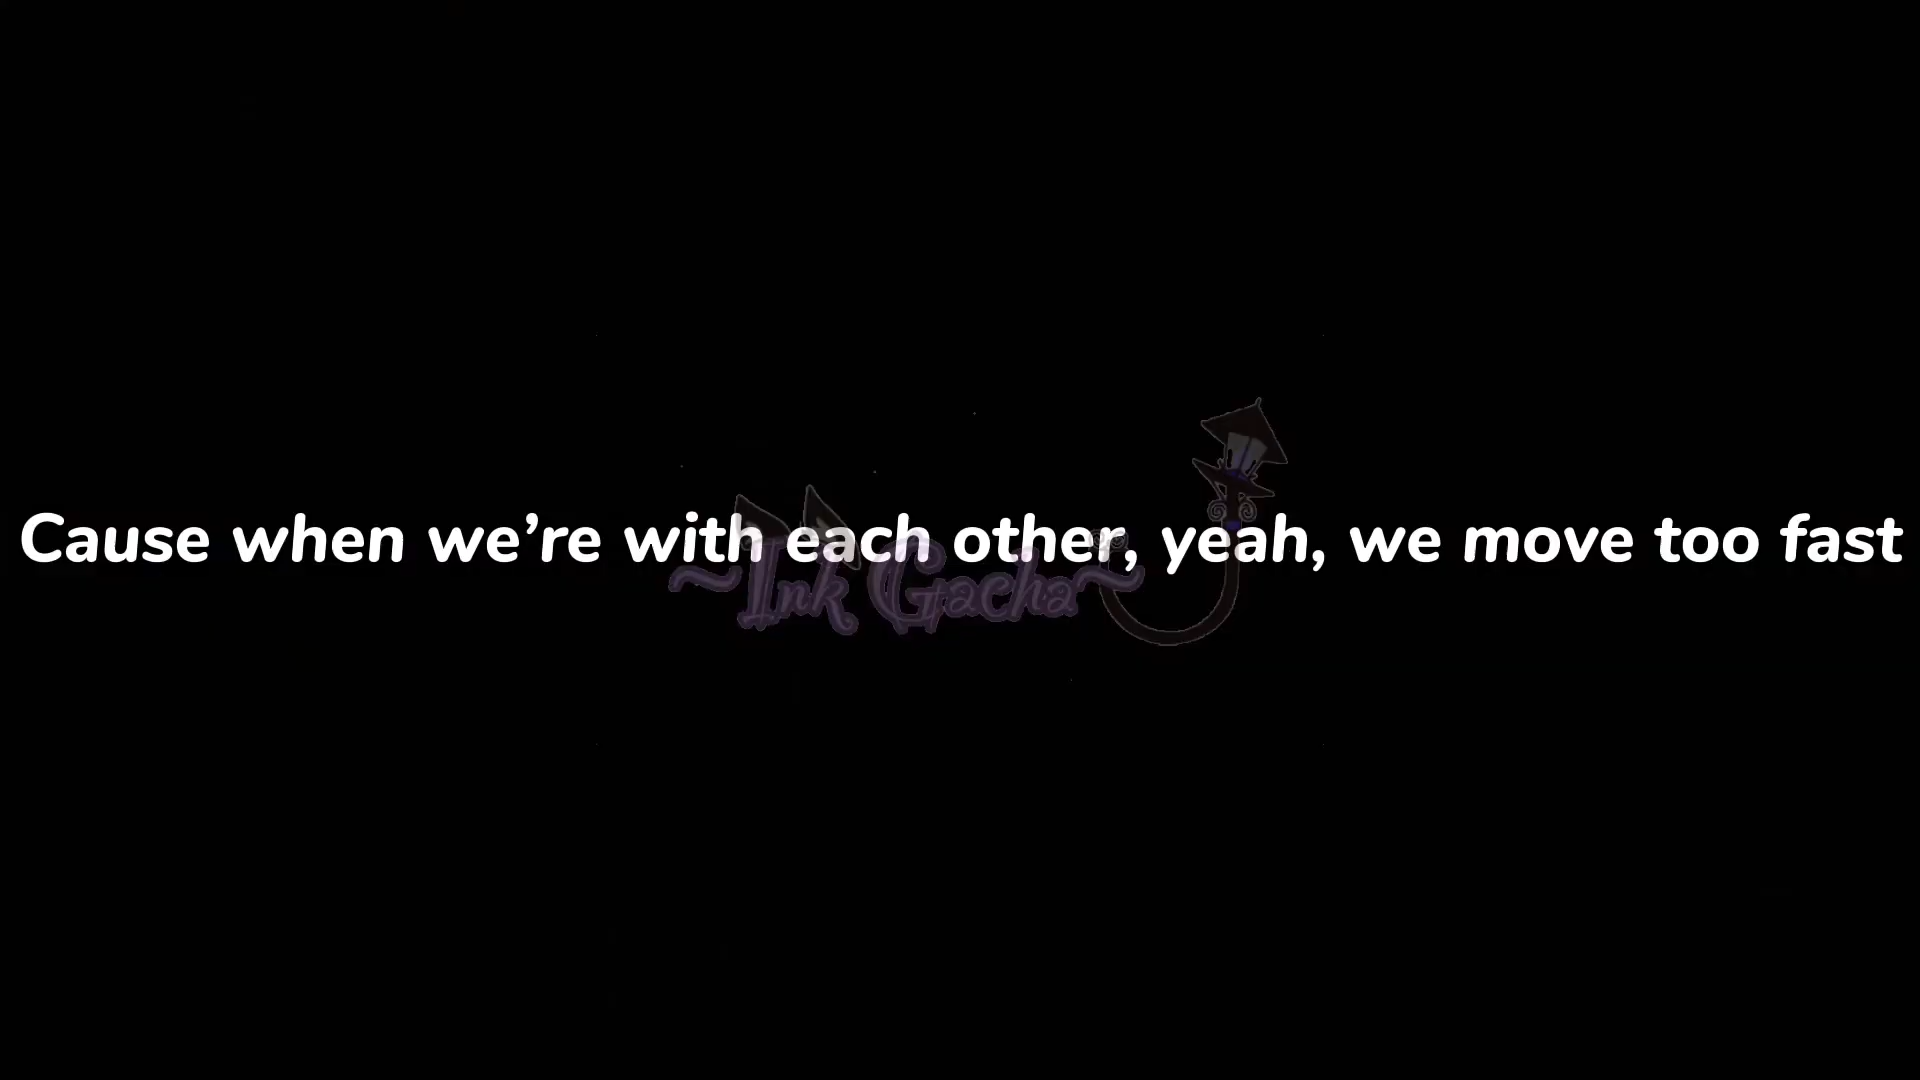 Cause when we’re with each other, yeah, we move too fast
~Ink Gacha~